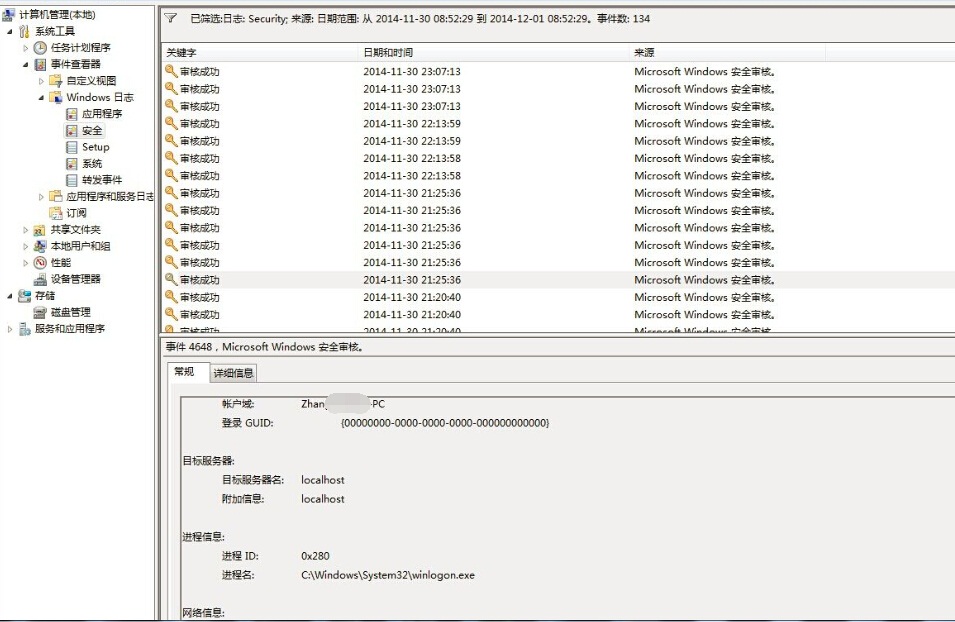 计算机管理(本地)
系统工具
任务计划程序
事件查看器
自定义视图
Windows 日志
应用程序
安全
Setup
系统
转发事件
应用程序和服务日志
订阅
共享文件夹
本地用户和组
性能
设备管理器
存储
磁盘管理
服务和应用程序
已筛选:日志: Security; 来源: 日期范围: 从 2014-11-30 08:52:29 到 2014-12-01 08:52:29。事件数: 134
关键字 日期和时间 来源
审核成功 2014-11-30 23:07:13 Microsoft Windows 安全审核。
审核成功 2014-11-30 23:07:13 Microsoft Windows 安全审核。
审核成功 2014-11-30 23:07:13 Microsoft Windows 安全审核。
审核成功 2014-11-30 22:13:59 Microsoft Windows 安全审核。
审核成功 2014-11-30 22:13:59 Microsoft Windows 安全审核。
审核成功 2014-11-30 22:13:58 Microsoft Windows 安全审核。
审核成功 2014-11-30 22:13:58 Microsoft Windows 安全审核。
审核成功 2014-11-30 21:25:36 Microsoft Windows 安全审核。
审核成功 2014-11-30 21:25:36 Microsoft Windows 安全审核。
审核成功 2014-11-30 21:25:36 Microsoft Windows 安全审核。
审核成功 2014-11-30 21:25:36 Microsoft Windows 安全审核。
审核成功 2014-11-30 21:25:36 Microsoft Windows 安全审核。
审核成功 2014-11-30 21:25:36 Microsoft Windows 安全审核。
审核成功 2014-11-30 21:20:40 Microsoft Windows 安全审核。
审核成功 2014-11-30 21:20:40 Microsoft Windows 安全审核。
审核成功 2014-11-30 21:20:40 Microsoft Windows 安全审核。
事件 4648,Microsoft Windows 安全审核。
常规 详细信息
帐户域: Zhan -PC
登录 GUID: {00000000-0000-0000-0000-000000000000}
目标服务器:
目标服务器名: localhost
附加信息: localhost
进程信息:
进程 ID: 0x280
进程名: C:\Windows\System32\winlogon.exe
网络信息: